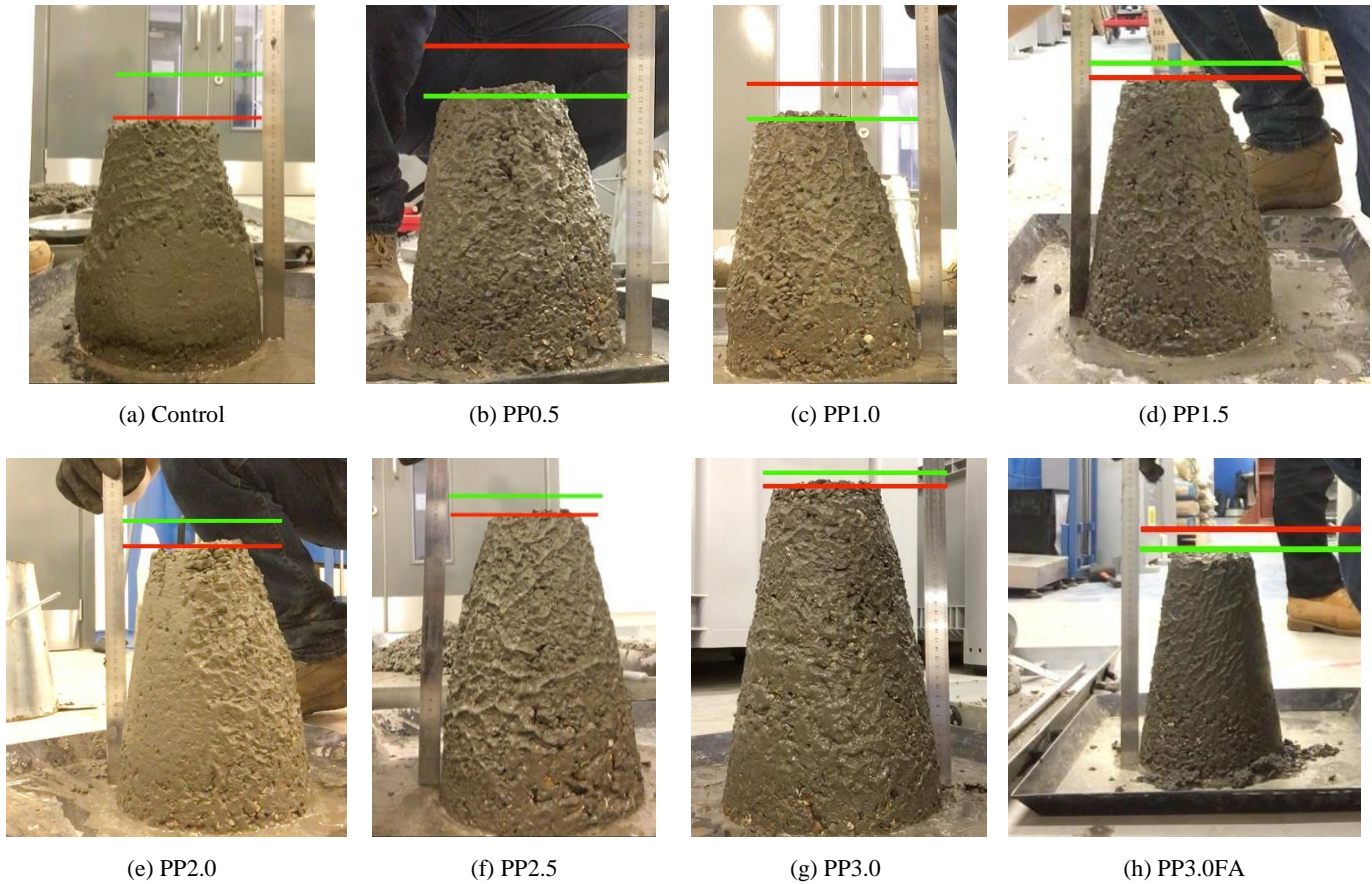 (a) Control
(b) PP0.5
(c) PP1.0
(d) PP1.5
(e) PP2.0
(f) PP2.5
(g) PP3.0
(h) PP3.0FA